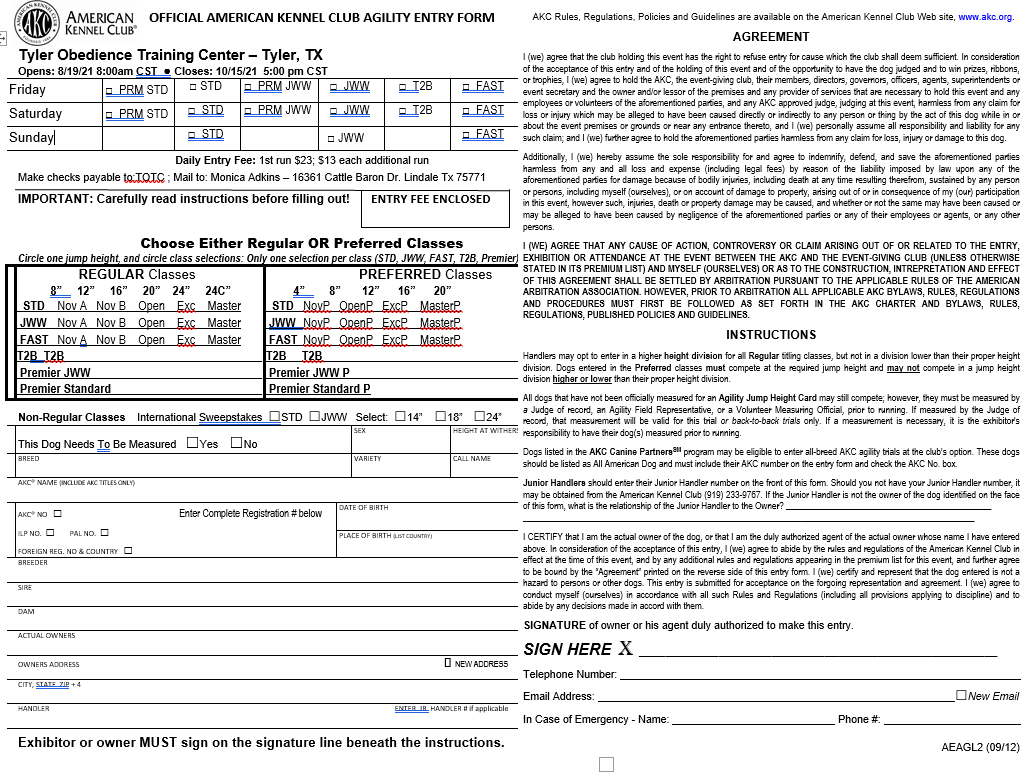 AMERICAN
KENNEL CLUB®
OFFICIAL AMERICAN KENNEL CLUB AGILITY ENTRY FORM
Tyler Obedience Training Center – Tyler, TX
Opens: 8/19/21 8:00am CST ● Closes: 10/15/21 5:00 pm CST
Friday □ PRM STD □ STD □ PRM JWW □ JWW □ T2B □ FAST
Saturday □ PRM STD □ STD □ PRM JWW □ JWW □ T2B □ FAST
Sunday □ STD □ JWW □ FAST
Daily Entry Fee: 1st run $23; $13 each additional run
Make checks payable to:TOTC ; Mail to: Monica Adkins – 16361 Cattle Baron Dr. Lindale Tx 75771
IMPORTANT: Carefully read instructions before filling out! ENTRY FEE ENCLOSED
Choose Either Regular OR Preferred Classes
Circle one jump height, and circle class selections: Only one selection per class (STD, JWW, FAST, T2B, Premier)
REGULAR Classes PREFERRED Classes
8” 12” 16” 20” 24” 24C” 4” 8” 12” 16” 20”
STD Nov A Nov B Open Exc Master STD NovP OpenP ExcP MasterP
JWW Nov A Nov B Open Exc Master JWW NovP OpenP ExcP MasterP
FAST Nov A Nov B Open Exc Master FAST NovP OpenP ExcP MasterP
T2B T2B T2B T2B
Premier JWW Premier JWW P
Premier Standard Premier Standard P
Non-Regular Classes International Sweepstakes □STD □JWW Select: □14” □18” □24”
This Dog Needs To Be Measured □Yes □No SEX HEIGHT AT WITHERS
BREED VARIETY CALL NAME
AKC® NAME (INCLUDE AKC TITLES ONLY)
AKC® NO □ Enter Complete Registration # below DATE OF BIRTH
ILP NO. □ PAL NO. □ PLACE OF BIRTH (LIST COUNTRY)
FOREIGN REG. NO & COUNTRY □
BREEDER
SIRE
DAM
ACTUAL OWNERS
OWNERS ADDRESS □ NEW ADDRESS
CITY, STATE, ZIP + 4
HANDLER ENTER JR. HANDLER # if applicable
Exhibitor or owner MUST sign on the signature line beneath the instructions.
AKC Rules, Regulations, Policies and Guidelines are available on the American Kennel Club Web site, www.akc.org.
AGREEMENT
I (we) agree that the club holding this event has the right to refuse entry for cause which the club shall deem sufficient. In consideration
of the acceptance of this entry and of the holding of this event and of the opportunity to have the dog judged and to win prizes, ribbons,
or trophies, I (we) agree to hold the AKC, the event-giving club, their members, directors, governors, officers, agents, superintendents or
event secretary and the owner and/or lessor of the premises and any provider of services that are necessary to hold this event and any
employees or volunteers of the aforementioned parties, and any AKC approved judge, judging at this event, harmless from any claim for
loss or injury which may be alleged to have been caused directly or indirectly to any person or thing by the act of this dog while in or
about the event premises or grounds or near any entrance thereto, and I (we) personally assume all responsibility and liability for any
such claim; and I (we) further agree to hold the aforementioned parties harmless from any claim for loss, injury or damage to this dog.
Additionally, I (we) hereby assume the sole responsibility for and agree to indemnify, defend, and save the aforementioned parties
harmless from any and all loss and expense (including legal fees) by reason of the liability imposed by law upon any of the
aforementioned parties for damage because of bodily injuries, including death at any time resulting therefrom, sustained by any person
or persons, including myself (ourselves), or on account of damage to property, arising out of or in consequence of my (our) participation
in this event, however such, injuries, death or property damage may be caused, and whether or not the same may have been caused or
may be alleged to have been caused by negligence of the aforementioned parties or any of their employees or agents, or any other
persons.
I (WE) AGREE THAT ANY CAUSE OF ACTION, CONTROVERSY OR CLAIM ARISING OUT OF OR RELATED TO THE ENTRY,
EXHIBITION OR ATTENDANCE AT THE EVENT BETWEEN THE AKC AND THE EVENT-GIVING CLUB (UNLESS OTHERWISE
STATED IN ITS PREMIUM LIST) AND MYSELF (OURSELVES) OR AS TO THE CONSTRUCTION, INTREPRETATION AND EFFECT
OF THIS AGREEMENT SHALL BE SETTLED BY ARBITRATION PURSUANT TO THE APPLICABLE RULES OF THE AMERICAN
ARBITRATION ASSOCIATION. HOWEVER, PRIOR TO ARBITRATION ALL APPLICABLE AKC BYLAWS, RULES, REGULATIONS
AND PROCEDURES MUST FIRST BE FOLLOWED AS SET FORTH IN THE AKC CHARTER AND BYLAWS, RULES,
REGULATIONS, PUBLISHED POLICIES AND GUIDELINES.
INSTRUCTIONS
Handlers may opt to enter in a higher height division for all Regular titling classes, but not in a division lower than their proper height
division. Dogs entered in the Preferred classes must compete at the required jump height and may not compete in a jump height
division higher or lower than their proper height division.
All dogs that have not been officially measured for an Agility Jump Height Card may still compete; however, they must be measured by
a Judge of record, an Agility Field Representative, or a Volunteer Measuring Official, prior to running. If measured by the Judge of
record, that measurement will be valid for this trial or back-to-back trials only. If a measurement is necessary, it is the exhibitor's
responsibility to have their dog(s) measured prior to running.
Dogs listed in the AKC Canine Partners℠ program may be eligible to enter all-breed AKC agility trials at the club's option. These dogs
should be listed as All American Dog and must include their AKC number on the entry form and check the AKC No. box.
Junior Handlers should enter their Junior Handler number on the front of this form. Should you not have your Junior Handler number, it
may be obtained from the American Kennel Club (919) 233-9767. If the Junior Handler is not the owner of the dog identified on the face
of this form, what is the relationship of the Junior Handler to the Owner?
I CERTIFY that I am the actual owner of the dog, or that I am the duly authorized agent of the actual owner whose name I have entered
above. In consideration of the acceptance of this entry, I (we) agree to abide by the rules and regulations of the American Kennel Club in
effect at the time of this event, and by any additional rules and regulations appearing in the premium list for this event, and further agree
to be bound by the “Agreement” printed on the reverse side of this entry form. I (we) certify and represent that the dog entered is not a
hazard to persons or other dogs. This entry is submitted for acceptance on the forgoing representation and agreement. I (we) agree to
conduct myself (ourselves) in accordance with all such Rules and Regulations (including all provisions applying to discipline) and to
abide by any decisions made in accord with them.
SIGNATURE of owner or his agent duly authorized to make this entry.
SIGN HERE X
Telephone Number:
Email Address: □New Email
In Case of Emergency - Name: Phone #:
AEAGL2 (09/12)